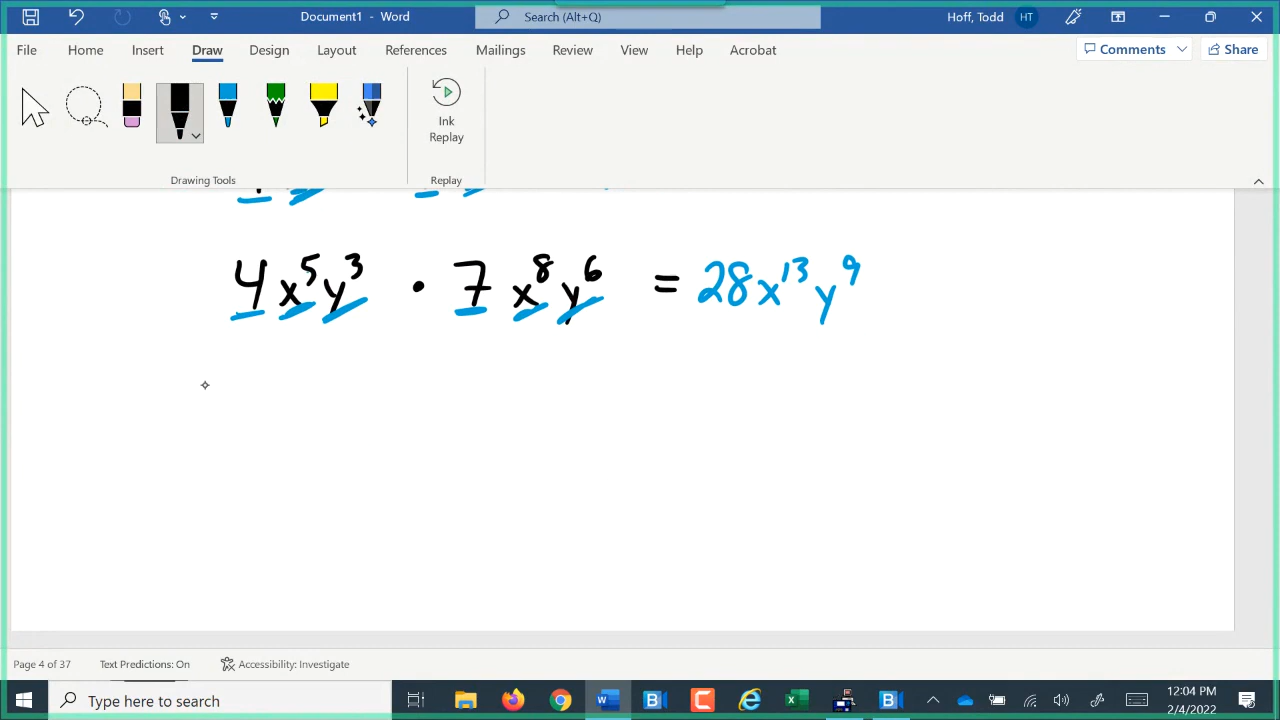 Document1 - Word
Search (Alt+Q)
Hoff, Todd
HT
File Home Insert Draw Design Layout References Mailings Review View Help Acrobat
Comments
Share
Ink
Replay
Drawing Tools
Replay
4x⁵y³ · 7x⁸y⁶ = 28x¹³y⁹
Page 4 of 37
Text Predictions: On
Accessibility: Investigate
Type here to search
12:04 PM
2/4/2022